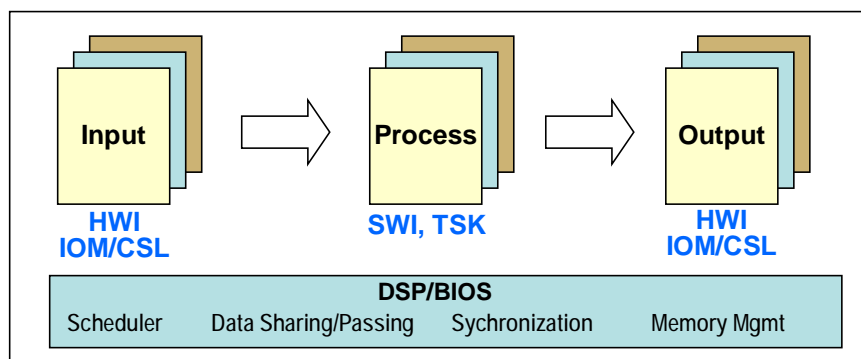 Input
Process
Output
HWI
IOM/CSL
SWI, TSK
HWI
IOM/CSL
DSP/BIOS
Scheduler Data Sharing/Passing Sychronization Memory Mgmt